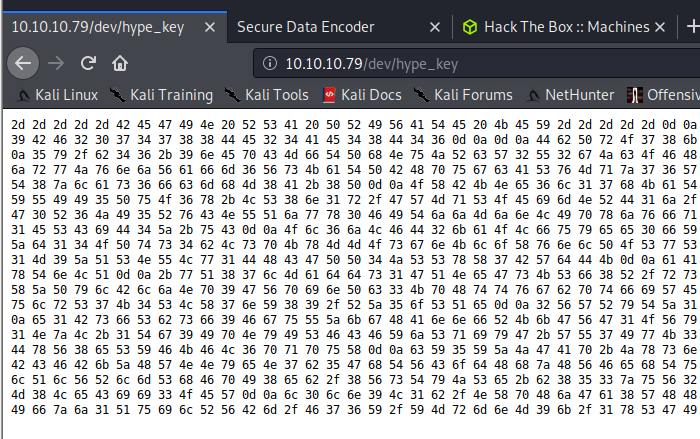 10.10.10.79/dev/hype_key
Secure Data Encoder
Hack The Box :: Machines
10.10.10.79/dev/hype_key
Kali Linux
Kali Training
Kali Tools
Kali Docs
Kali Forums
NetHunter
Offensiv
2d 2d 2d 2d 2d 42 45 47 49 4e 20 52 53 41 20 50 52 49 56 41 54 45 20 4b 45 59 2d 2d 2d 2d 2d 0d 0a
39 42 46 32 30 37 34 37 38 38 44 45 32 34 41 45 34 38 44 34 36 0d 0a 0d 0a 44 62 50 72 4f 37 38 6b
0a 35 79 2f 62 34 36 2b 39 6e 45 70 43 4d 66 54 50 68 6e 75 4a 52 63 57 32 55 32 67 4a 63 4f 46 48
6a 72 77 4a 76 6e 6a 56 61 66 6d 36 56 73 4b 61 54 50 42 48 70 75 67 63 41 53 76 4d 71 7a 37 36 57
54 38 7a 6c 61 73 36 66 63 6d 68 4d 38 41 2b 38 50 0d 0a 4f 58 42 4b 4e 65 36 6c 31 37 68 4b 61 54
59 55 49 49 35 50 75 4f 36 78 2b 4c 53 38 6e 31 72 2f 47 57 4d 71 53 4f 45 69 6d 4e 52 44 31 6a 2f
47 30 52 36 4a 49 35 52 76 43 4e 55 51 6a 77 78 30 46 49 54 6a 6a 4d 6a 6e 4c 49 70 78 6a 76 66 71
31 45 53 43 69 44 34 5a 2b 75 43 0d 0a 4f 6c 36 6a 4c 46 44 32 6b 61 4f 4c 66 75 79 65 65 30 66 59
5a 64 31 34 4f 50 74 73 34 62 4c 73 70 4b 78 4d 4d 4f 73 67 6e 4b 6c 6f 58 76 6e 6c 50 4f 53 77 53
31 4d 39 5a 51 53 4e 55 4c 77 31 44 48 43 47 50 50 34 4a 53 53 78 58 37 42 57 64 44 4b 0d 0a 61 41
78 54 6e 4c 51 0d 0a 2b 77 51 38 37 6c 4d 61 64 64 73 31 47 51 4e 65 47 73 4b 53 66 38 52 2f 72 73
58 5a 50 79 6c 42 6c 6a 4e 70 39 47 56 70 69 6e 50 63 33 4b 70 48 74 74 76 67 62 70 74 66 69 57 45
75 6c 72 53 37 4b 34 53 4c 58 37 6e 59 38 39 2f 52 5a 35 6f 53 51 65 0d 0a 32 56 57 52 79 54 5a 31
0a 65 31 42 73 66 53 62 73 66 39 46 67 75 55 5a 6b 67 48 41 6e 6e 66 52 4b 6b 47 56 47 31 4f 56 79
31 4e 7a 4c 2b 31 54 67 39 49 70 4e 79 49 53 46 43 46 59 6a 53 71 69 79 47 2b 57 55 37 49 77 4b 33
44 78 56 38 65 53 59 46 4b 46 4c 36 70 71 70 75 58 0d 0a 63 59 35 59 5a 4a 47 41 70 2b 4a 78 73 6e
42 43 46 42 6b 5a 48 57 4e 4e 79 65 4e 37 62 35 47 68 54 56 43 6f 64 48 68 7a 48 56 46 65 68 54 75
6c 51 6c 56 52 6c 6d 53 68 46 70 49 38 65 62 2f 38 56 73 54 79 4a 53 65 2b 62 38 35 33 7a 75 56 32
4d 38 4c 65 43 69 69 33 4f 45 57 0d 0a 6c 30 6c 6e 39 4c 31 62 2f 4e 58 70 48 6a 47 61 38 57 48 48
49 66 7a 6a 31 51 75 69 6c 52 56 42 6d 2f 46 37 36 59 2f 59 4d 72 6d 6e 4d 39 6b 2f 31 78 53 47 49